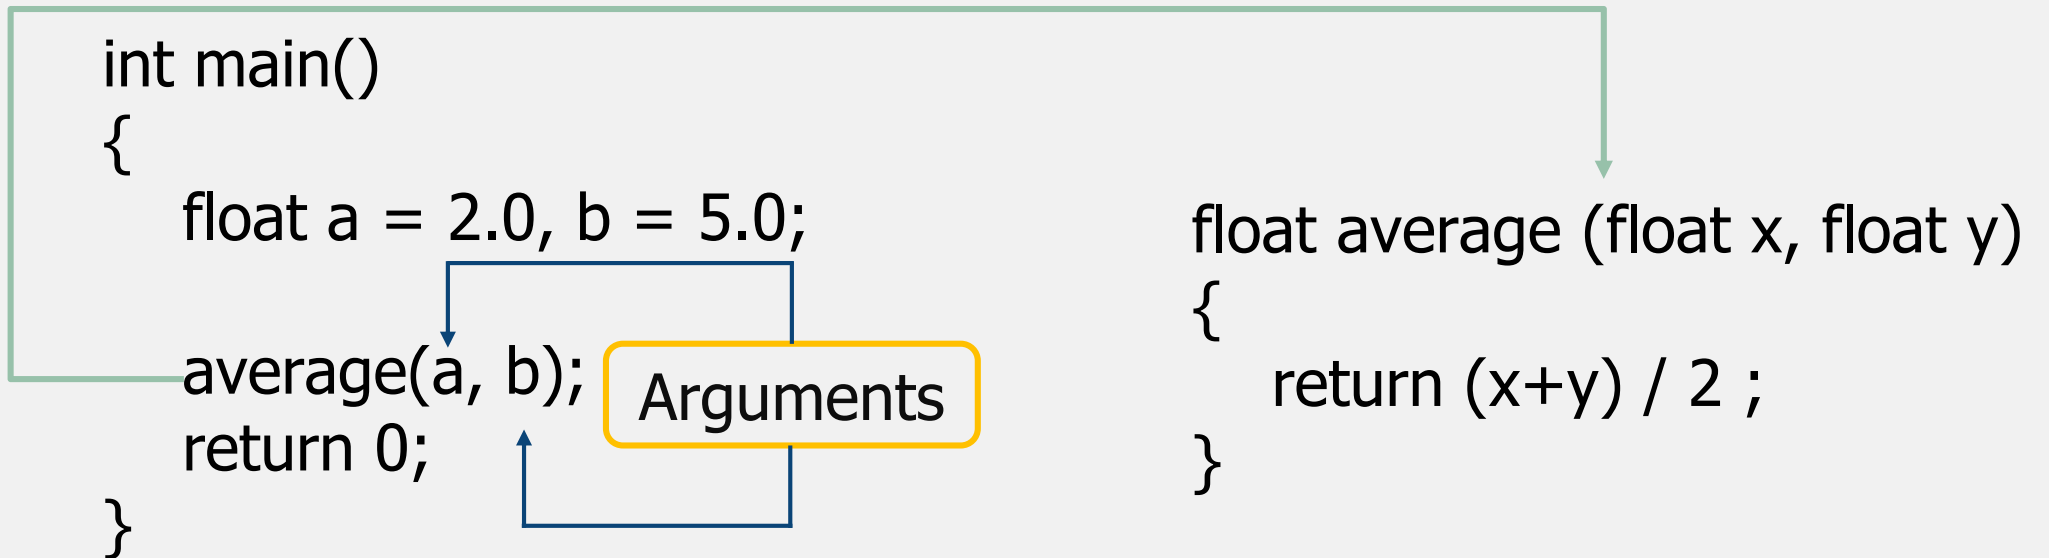 int main()
{
float a = 2.0, b = 5.0;
average(a, b);
return 0;
}
Arguments
float average (float x, float y)
{
return (x+y) / 2 ;
}